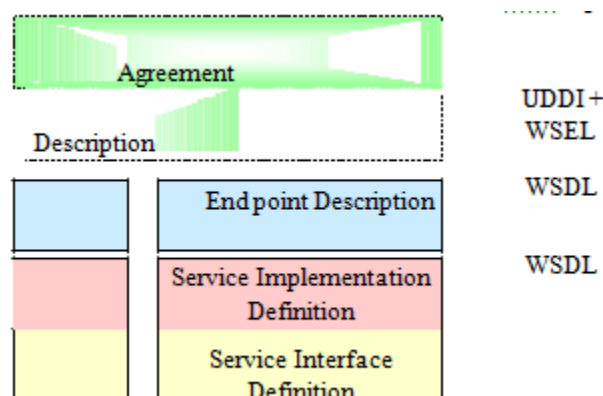 Agreement
UDDI +
WSEL
Description
WSDL
Endpoint Description
WSDL
Service Implementation
Definition
Service Interface
Definition